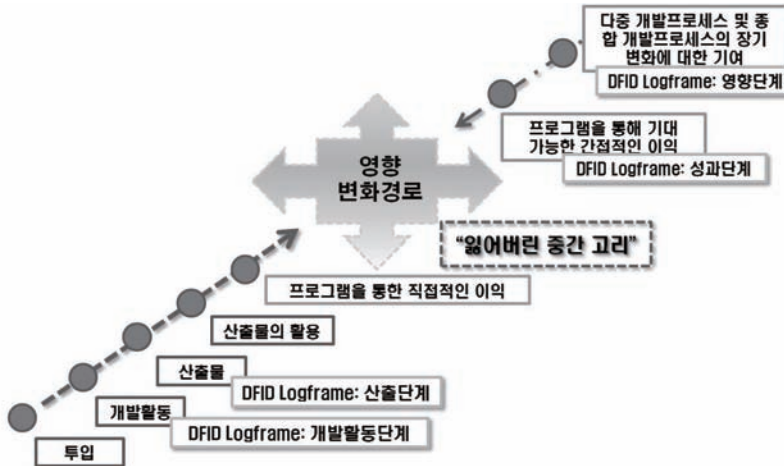 다중 개발프로세스 및 종
합 개발프로세스의 장기
변화에 대한 기여
DFID Logframe: 영향단계
프로그램을 통해 기대
가능한 간접적인 이익
DFID Logframe: 성과단계
영향
변화경로
“잃어버린 중간 고리”
프로그램을 통한 직접적인 이익
산출물의 활용
산출물
DFID Logframe: 산출단계
개발활동
DFID Logframe: 개발활동단계
투입